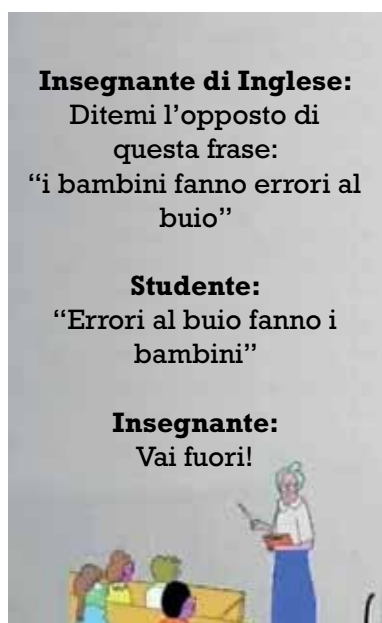 Insegnante di Inglese:
Ditemi l’opposto di
questa frase:
“i bambini fanno errori al
buio”
Studente:
“Errori al buio fanno i
bambini”
Insegnante:
Vai fuori!